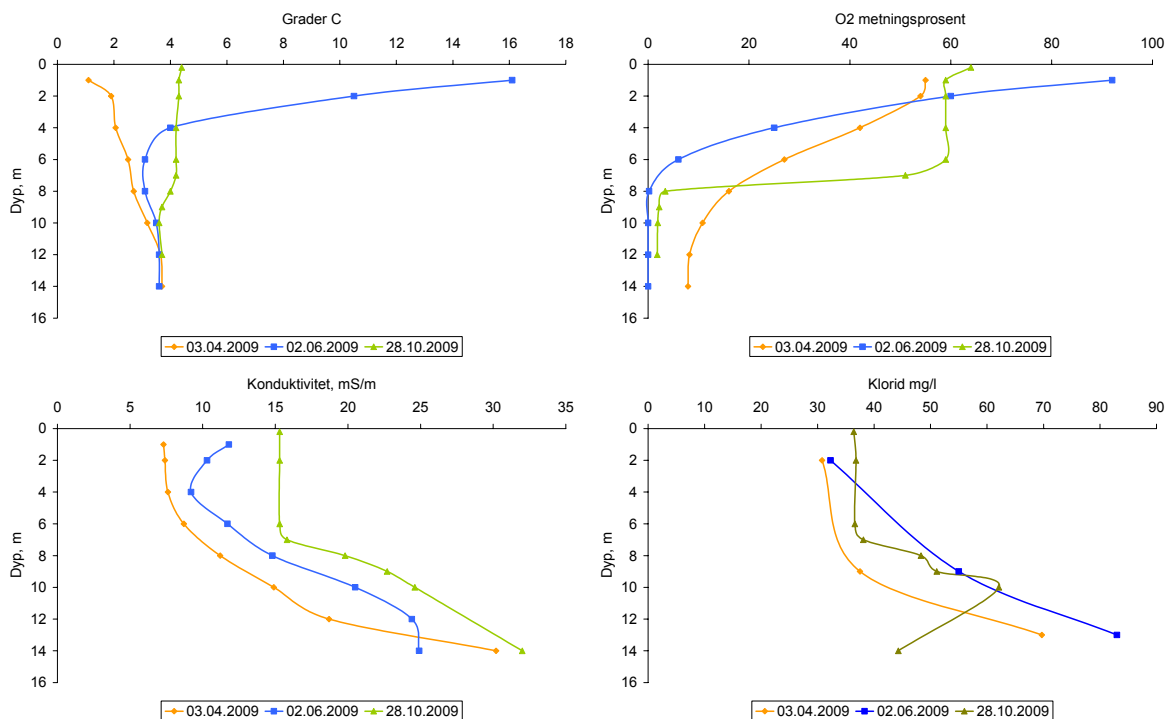 Grader C
0 2 4 6 8 10 12 14 16 18
0
2
4
6
8
10
12
14
16
Dyp, m
03.04.2009 02.06.2009 28.10.2009
O2 metningsprosent
0 20 40 60 80 100
0
2
4
6
8
10
12
14
16
Dyp, m
03.04.2009 02.06.2009 28.10.2009
Konduktivitet, mS/m
0 5 10 15 20 25 30 35
0
2
4
6
8
10
12
14
16
Dyp, m
03.04.2009 02.06.2009 28.10.2009
Klorid mg/l
0 10 20 30 40 50 60 70 80 90
0
2
4
6
8
10
12
14
16
Dyp, m
03.04.2009 02.06.2009 28.10.2009